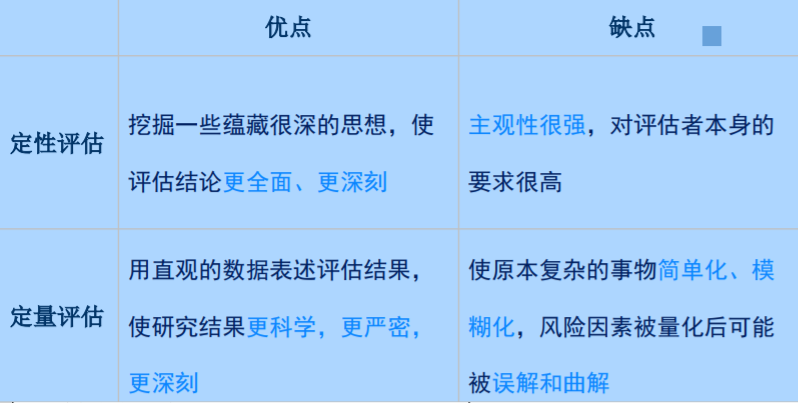 优点
缺点
定性评估
挖掘一些蕴藏很深的思想，使
评估结论更全面、更深刻
主观性很强，对评估者本身的
要求很高
定量评估
用直观的数据表述评估结果，
使研究结果更科学，更严密，
更深刻
使原本复杂的事物简单化、模
糊化，风险因素被量化后可能
被误解和曲解